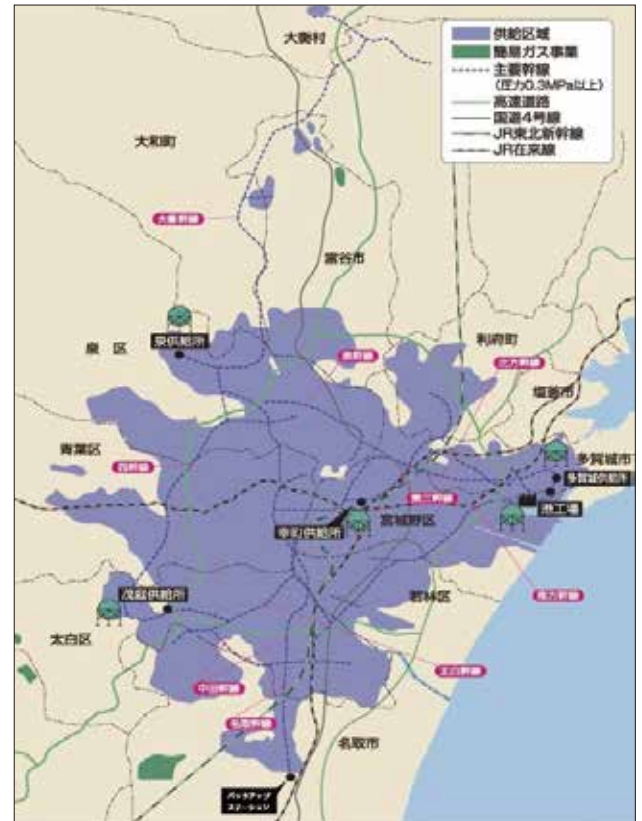 大衡村
供給区域
簡易ガス事業
主要幹線
(圧力0.3MPa以上)
高速道路
国道4号線
JR東北新幹線
JR在来線
大和町
大衡幹線
富谷市
泉区
泉供給所
利府町
北方幹線
塩釜市
泉幹線
青葉区
西幹線
多賀城市
多賀城供給所
港工場
第三幹線
宮城野区
幸町供給所
茂庭供給所
若林区
南方幹線
太白区
太白幹線
中田幹線
名取幹線
名取市
バックアップ
ステーション